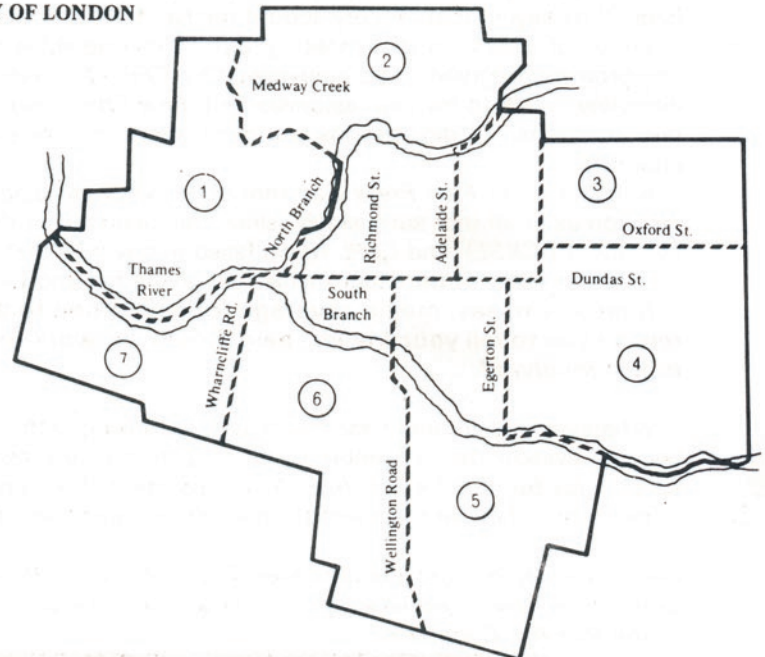 Y OF LONDON
2
Medway Creek
1
North Branch
Richmond St.
Adelaide St.
3
Oxford St.
Thames
River
South
Branch
Dundas St.
7
Wharncliffe Rd.
6
Egerton St.
4
Wellington Road
5